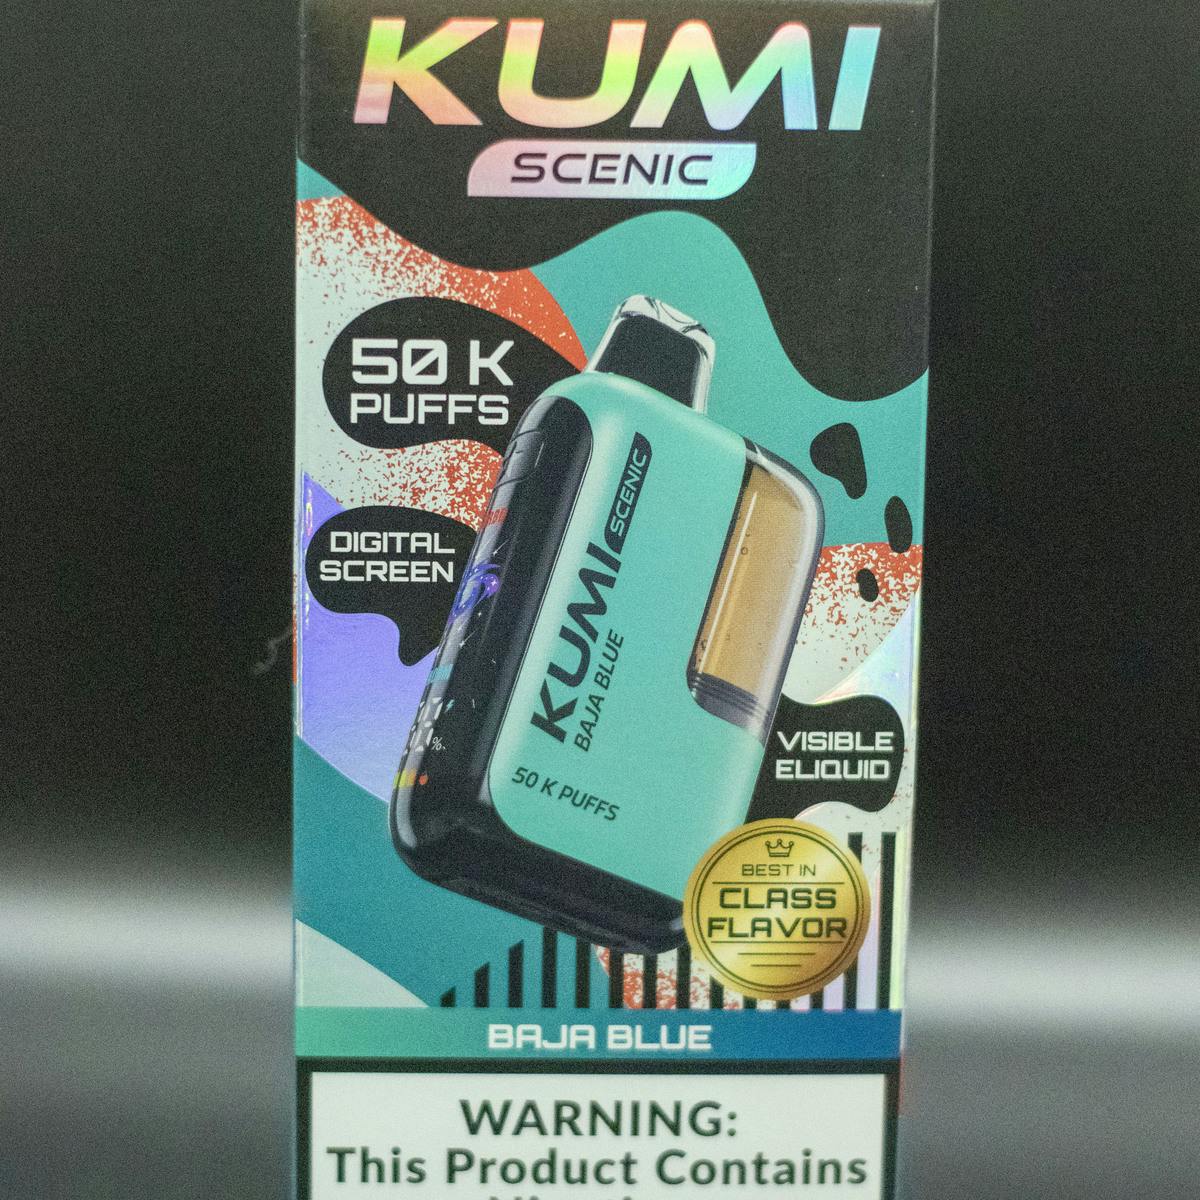 KUMI
SCENIC
50 K
PUFFS
DIGITAL
SCREEN
KUMI SCENIC
BAJA BLUE
50 K PUFFS
%
VISIBLE
ELIQUID
BEST IN
CLASS
FLAVOR
BAJA BLUE
WARNING:
This Product Contains